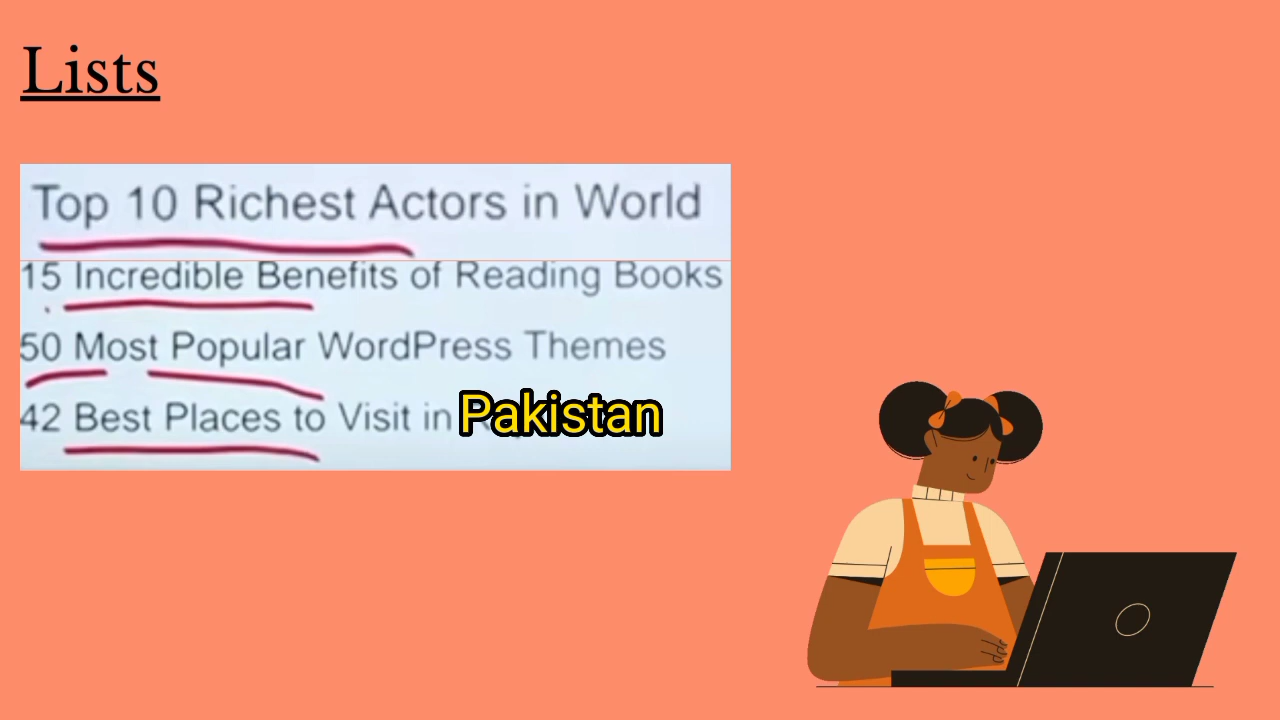 Lists
Top 10 Richest Actors in World
15 Incredible Benefits of Reading Books
50 Most Popular WordPress Themes
42 Best Places to Visit in Pakistan